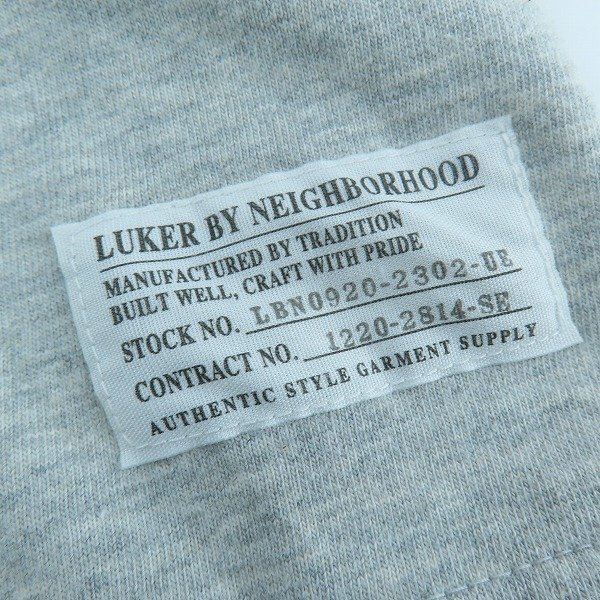 LUKER BY NEIGHBORHOOD
MANUFACTURED BY TRADITION
BUILT WELL, CRAFT WITH PRIDE
STOCK NO. LBN0920-2302-UE
CONTRACT NO. 1220-2814-SE
AUTHENTIC STYLE GARMENT SUPPLY